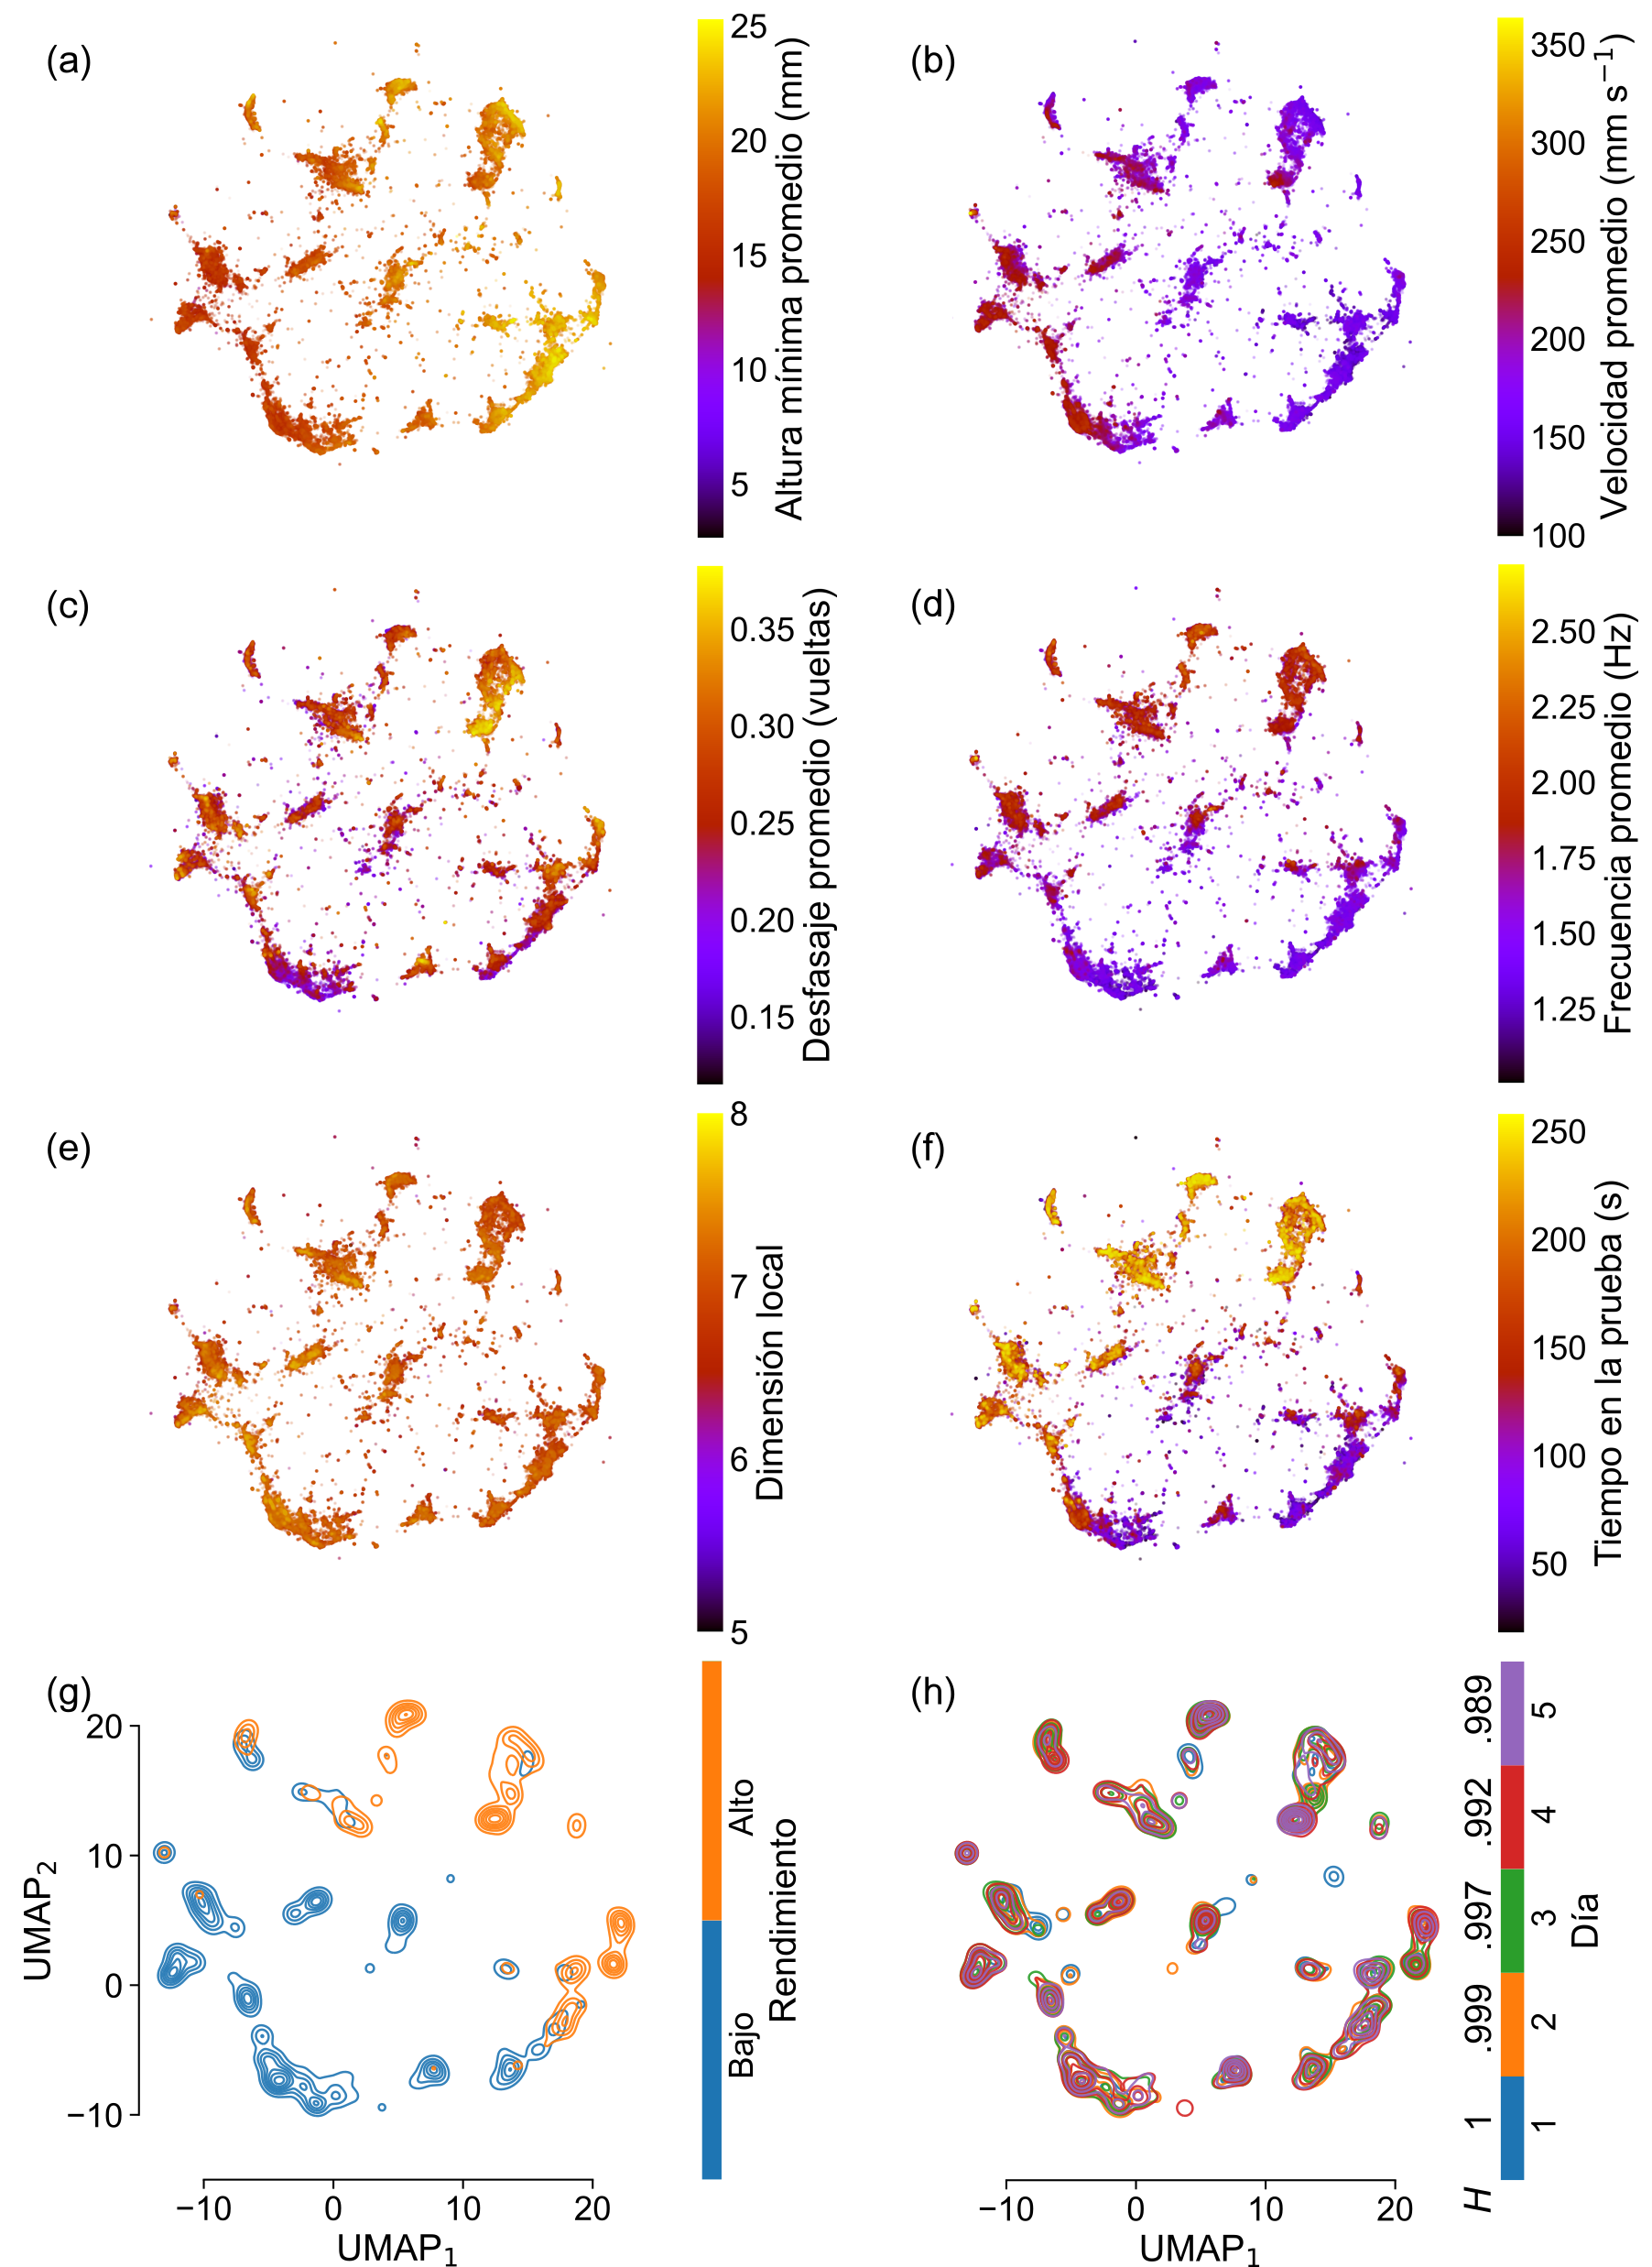 (a)
25
20
15
10
5
Altura mínima promedio (mm)
(b)
350
300
250
200
150
100
Velocidad promedio (mm s⁻¹)
(c)
0.35
0.30
0.25
0.20
0.15
Desfasaje promedio (vueltas)
(d)
2.50
2.25
2.00
1.75
1.50
1.25
Frecuencia promedio (Hz)
(e)
8
7
6
5
Dimensión local
(f)
250
200
150
100
50
Tiempo en la prueba (s)
(g)
20
10
0
−10
UMAP₂
−10 0 10 20
UMAP₁
Bajo Alto
Rendimiento
(h)
−10 0 10 20
UMAP₁
H 1 .999 .997 .992 .989
1 2 3 4 5
Día